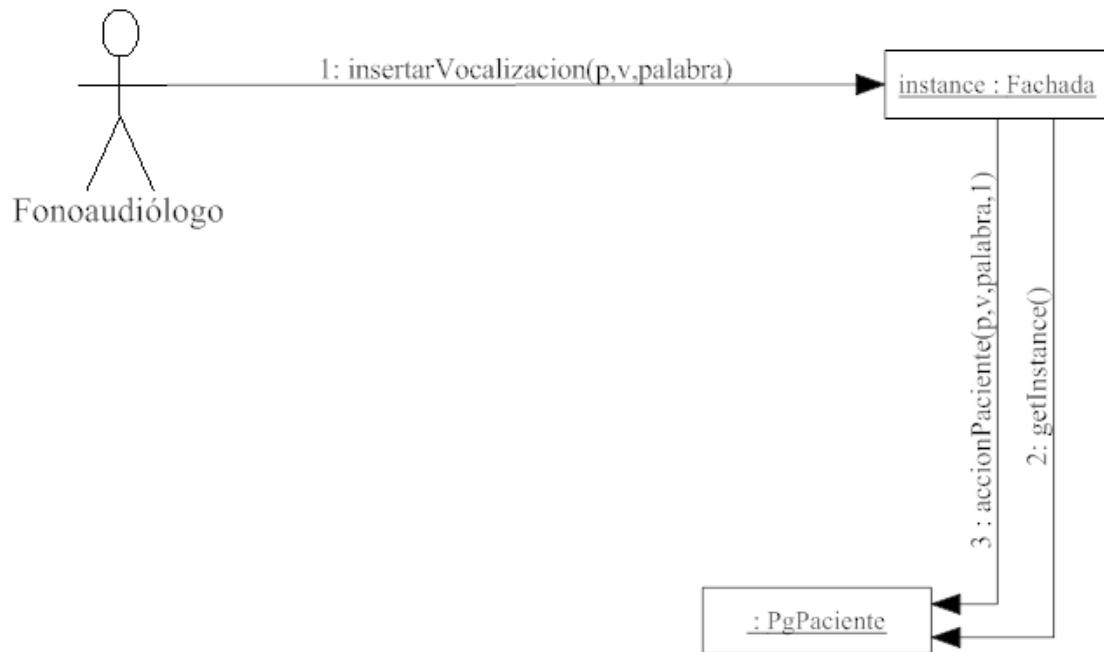 1: insertarVocalizacion(p,v,palabra)
instance : Fachada
Fonoaudiólogo
3 : accionPaciente(p,v,palabra,1)
2: getInstance()
: PgPaciente